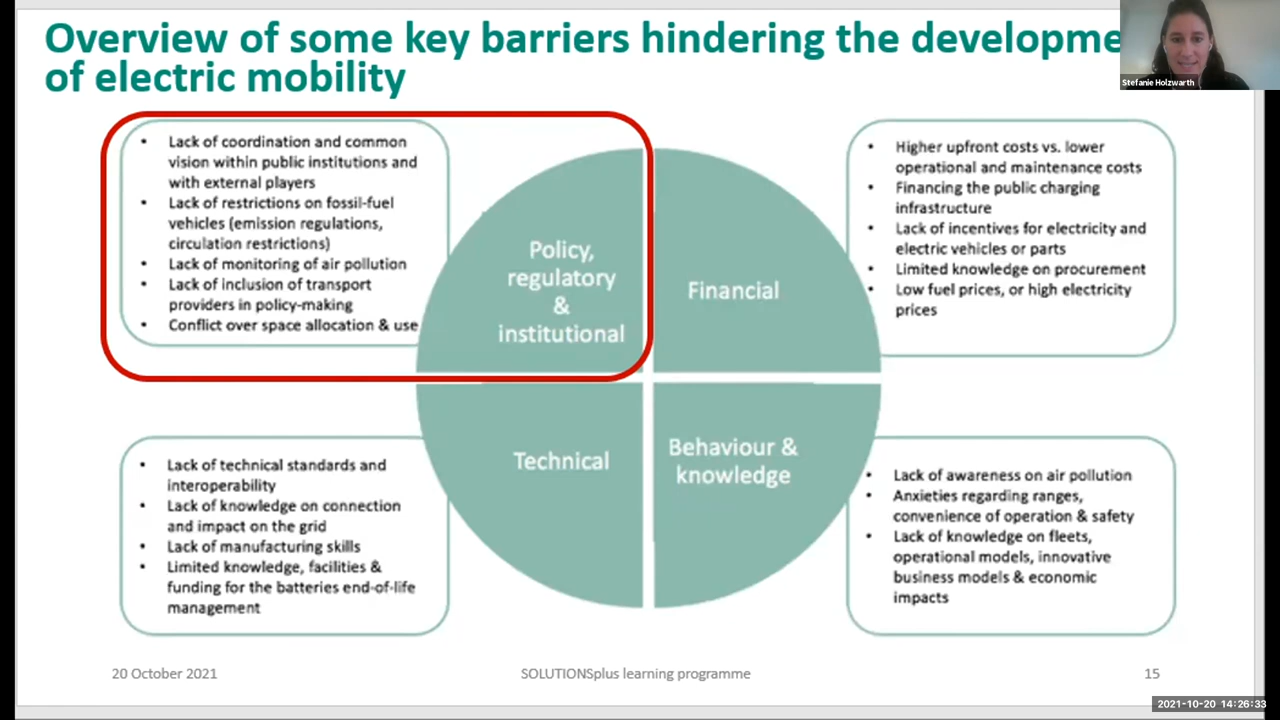 Overview of some key barriers hindering the developme
of electric mobility
Stefanie Holzwarth
• Lack of coordination and common
vision within public institutions and
with external players
• Lack of restrictions on fossil-fuel
vehicles (emission regulations,
circulation restrictions)
• Lack of monitoring of air pollution
• Lack of inclusion of transport
providers in policy-making
• Conflict over space allocation & use
Policy,
regulatory
&
institutional
Financial
• Higher upfront costs vs. lower
operational and maintenance costs
• Financing the public charging
infrastructure
• Lack of incentives for electricity and
electric vehicles or parts
• Limited knowledge on procurement
• Low fuel prices, or high electricity
prices
• Lack of technical standards and
interoperability
• Lack of knowledge on connection
and impact on the grid
• Lack of manufacturing skills
• Limited knowledge, facilities &
funding for the batteries end-of-life
management
Technical
Behaviour &
knowledge
• Lack of awareness on air pollution
• Anxieties regarding ranges,
convenience of operation & safety
• Lack of knowledge on fleets,
operational models, innovative
business models & economic
impacts
20 October 2021
SOLUTIONSplus learning programme
15
2021-10-20 14:26:33